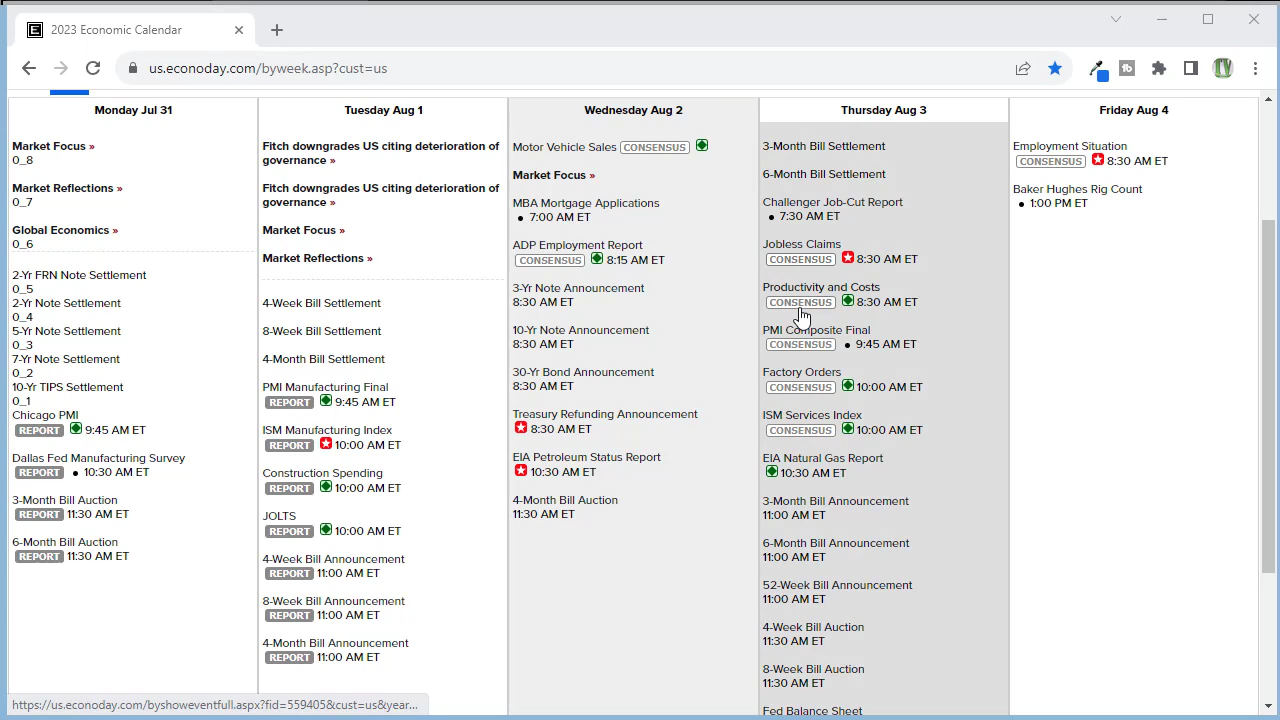 2023 Economic Calendar
us.econoday.com/byweek.asp?cust=us
Monday Jul 31
Market Focus »
0_8
Market Reflections »
0_7
Global Economics »
0_6
2-Yr FRN Note Settlement
0_5
2-Yr Note Settlement
0_4
5-Yr Note Settlement
0_3
7-Yr Note Settlement
0_2
10-Yr TIPS Settlement
0_1
Chicago PMI
REPORT 9:45 AM ET
Dallas Fed Manufacturing Survey
REPORT • 10:30 AM ET
3-Month Bill Auction
REPORT 11:30 AM ET
6-Month Bill Auction
REPORT 11:30 AM ET
Tuesday Aug 1
Fitch downgrades US citing deterioration of
governance »
Fitch downgrades US citing deterioration of
governance »
Market Focus »
Market Reflections »
4-Week Bill Settlement
8-Week Bill Settlement
4-Month Bill Settlement
PMI Manufacturing Final
REPORT 9:45 AM ET
ISM Manufacturing Index
REPORT 10:00 AM ET
Construction Spending
REPORT 10:00 AM ET
JOLTS
REPORT 10:00 AM ET
4-Week Bill Announcement
REPORT 11:00 AM ET
8-Week Bill Announcement
REPORT 11:00 AM ET
4-Month Bill Announcement
REPORT 11:00 AM ET
Wednesday Aug 2
Motor Vehicle Sales CONSENSUS
Market Focus »
MBA Mortgage Applications
• 7:00 AM ET
ADP Employment Report
CONSENSUS 8:15 AM ET
3-Yr Note Announcement
8:30 AM ET
10-Yr Note Announcement
8:30 AM ET
30-Yr Bond Announcement
8:30 AM ET
Treasury Refunding Announcement
8:30 AM ET
EIA Petroleum Status Report
10:30 AM ET
4-Month Bill Auction
11:30 AM ET
Thursday Aug 3
3-Month Bill Settlement
6-Month Bill Settlement
Challenger Job-Cut Report
• 7:30 AM ET
Jobless Claims
CONSENSUS 8:30 AM ET
Productivity and Costs
CONSENSUS 8:30 AM ET
PMI Composite Final
CONSENSUS • 9:45 AM ET
Factory Orders
CONSENSUS 10:00 AM ET
ISM Services Index
CONSENSUS 10:00 AM ET
EIA Natural Gas Report
10:30 AM ET
3-Month Bill Announcement
11:00 AM ET
6-Month Bill Announcement
11:00 AM ET
52-Week Bill Announcement
11:00 AM ET
4-Week Bill Auction
11:30 AM ET
8-Week Bill Auction
11:30 AM ET
Fed Balance Sheet
Friday Aug 4
Employment Situation
CONSENSUS 8:30 AM ET
Baker Hughes Rig Count
• 1:00 PM ET
https://us.econoday.com/byshoweventfull.aspx?fid=559405&cust=us&year...